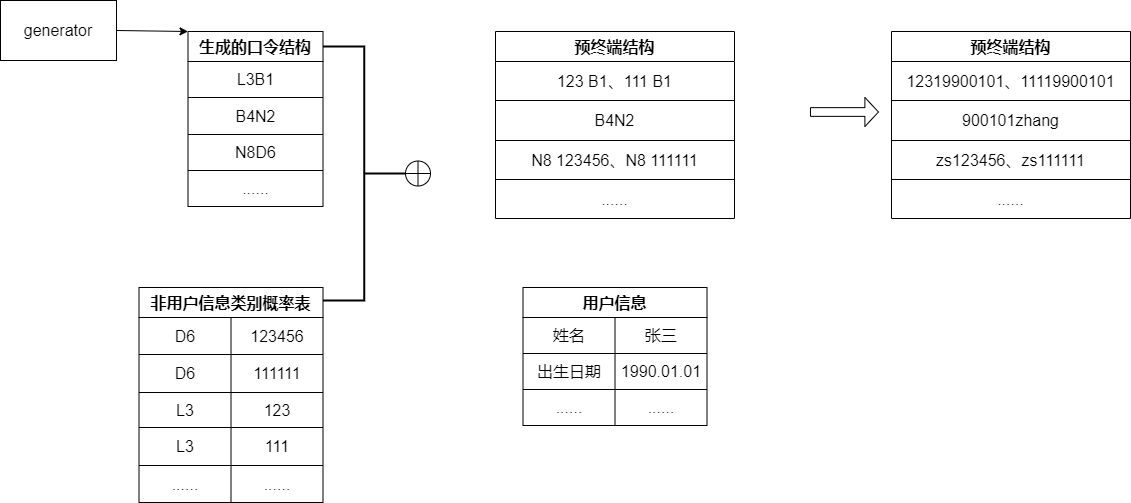 generator
生成的口令结构
L3B1
B4N2
N8D6
......
预终端结构
123 B1、111 B1
B4N2
N8 123456、N8 111111
......
预终端结构
12319900101、11119900101
900101zhang
zs123456、zs111111
......
非用户信息类别概率表
D6 123456
D6 111111
L3 123
L3 111
...... ......
用户信息
姓名 张三
出生日期 1990.01.01
...... ......